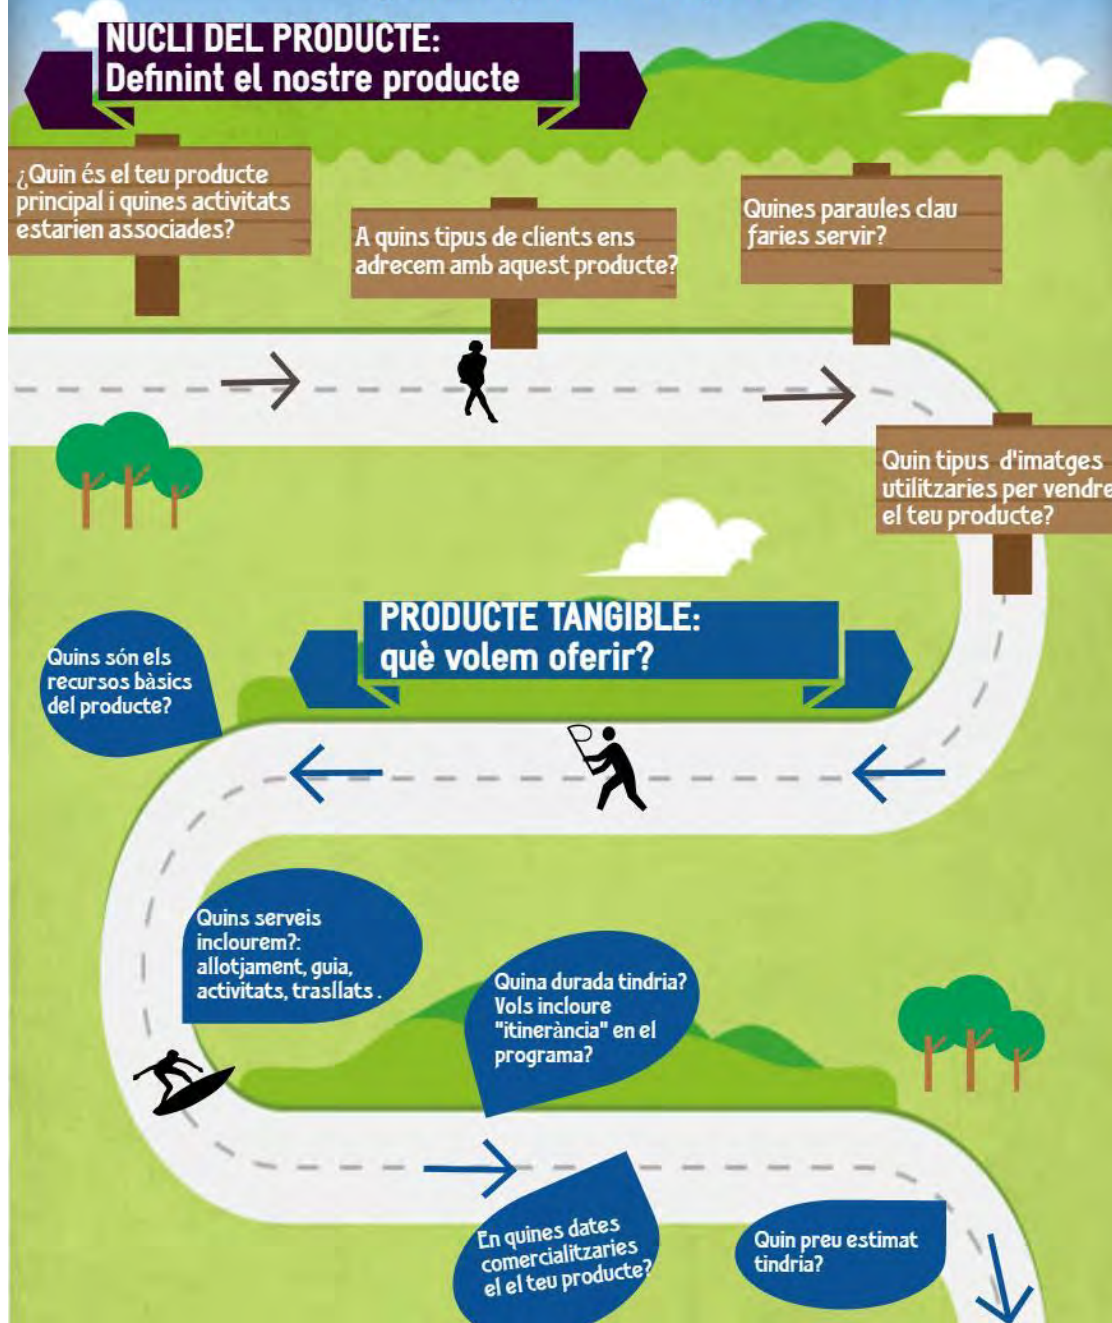 NUCLI DEL PRODUCTE:
Definint el nostre producte
¿Quin és el teu producte
principal i quines activitats
estarien associades?
A quins tipus de clients ens
adrecem amb aquest producte?
Quines paraules clau
faries servir?
Quin tipus d'imatges
utilitzaries per vendre
el teu producte?
PRODUCTE TANGIBLE:
què volem oferir?
Quins són els
recursos bàsics
del producte?
Quins serveis
inclourem?:
allotjament, guia,
activitats, trasllats .
Quina durada tindria?
Vols incloure
"itinerància" en el
programa?
En quines dates
comercialitzaries
el el teu producte?
Quin preu estimat
tindria?